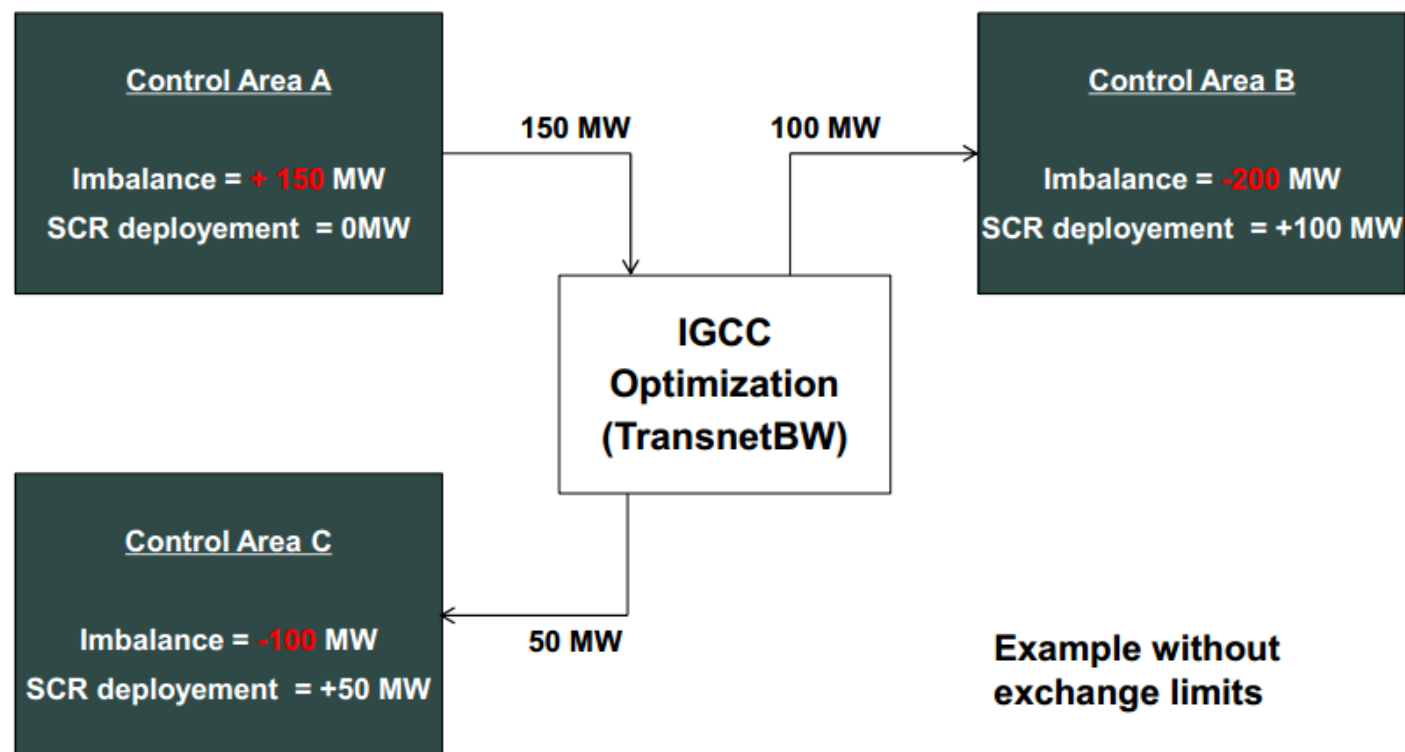 Control Area A
Imbalance = + 150 MW
SCR deployement = 0MW
150 MW
100 MW
Control Area B
Imbalance = -200 MW
SCR deployement = +100 MW
IGCC
Optimization
(TransnetBW)
Control Area C
Imbalance = -100 MW
SCR deployement = +50 MW
50 MW
Example without
exchange limits